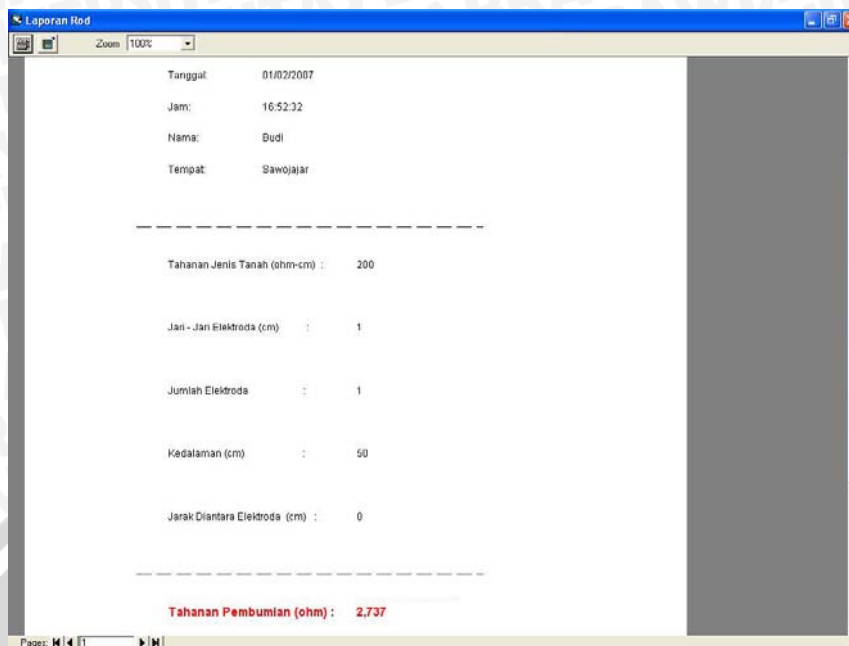 Laporan Rod
Zoom 100%
Tanggal: 01/02/2007
Jam: 16:52:32
Nama: Budi
Tempat: Sawojajar
Tahanan Jenis Tanah (ohm-cm) : 200
Jari - Jari Elektroda (cm) : 1
Jumlah Elektroda : 1
Kedalaman (cm) : 50
Jarak Diantara Elektroda (cm) : 0
Tahanan Pembumian (ohm) : 2,737
Pages: 1